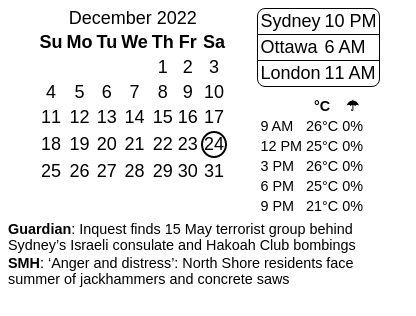 December 2022
Su Mo Tu We Th Fr Sa
1 2 3
4 5 6 7 8 9 10
11 12 13 14 15 16 17
18 19 20 21 22 23 24
25 26 27 28 29 30 31
Sydney 10 PM
Ottawa 6 AM
London 11 AM
°C ☂
9 AM 26°C 0%
12 PM 25°C 0%
3 PM 26°C 0%
6 PM 25°C 0%
9 PM 21°C 0%
Guardian: Inquest finds 15 May terrorist group behind
Sydney’s Israeli consulate and Hakoah Club bombings
SMH: ‘Anger and distress’: North Shore residents face
summer of jackhammers and concrete saws